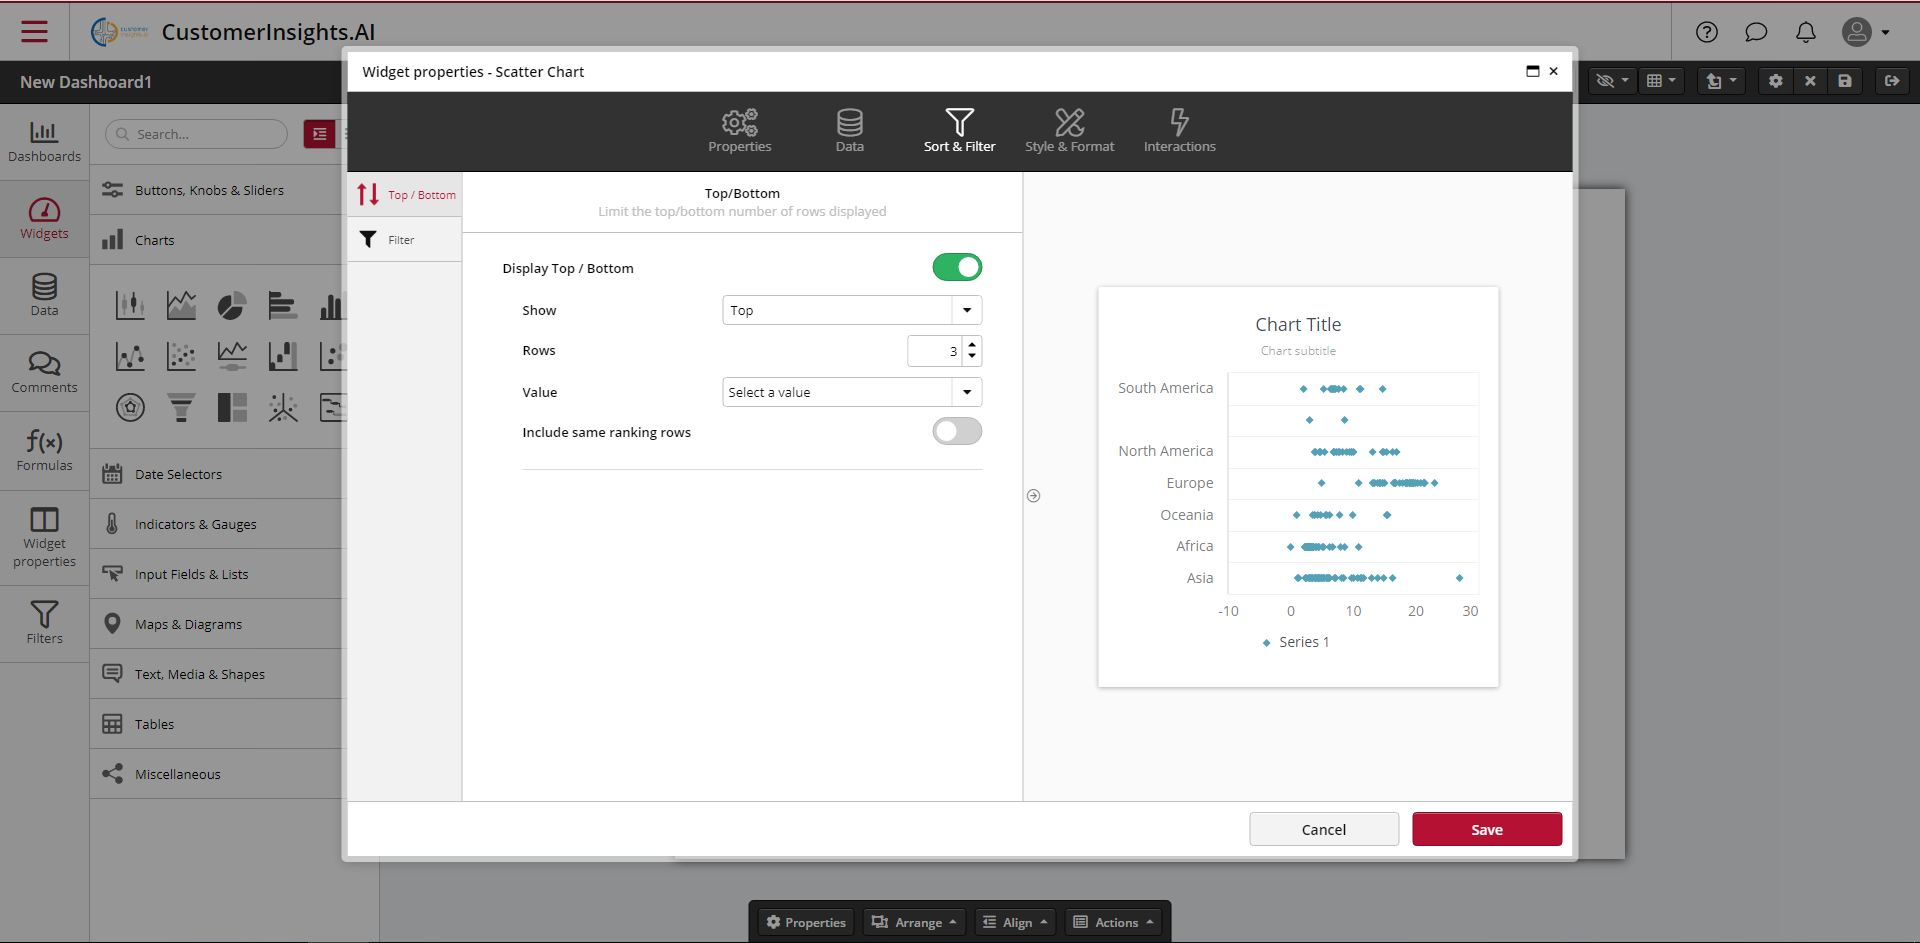 customer
insights.ai
CustomerInsights.AI
New Dashboard1
Widget properties - Scatter Chart
Properties
Data
Sort & Filter
Style & Format
Interactions
Dashboards
Widgets
Data
Comments
f(x)
Formulas
Widget
properties
Filters
Search...
Buttons, Knobs & Sliders
Charts
Date Selectors
Indicators & Gauges
Input Fields & Lists
Maps & Diagrams
Text, Media & Shapes
Tables
Miscellaneous
Top / Bottom
Filter
Top/Bottom
Limit the top/bottom number of rows displayed
Display Top / Bottom
Show
Top
Rows
3
Value
Select a value
Include same ranking rows
Chart Title
Chart subtitle
South America
North America
Europe
Oceania
Africa
Asia
-10 0 10 20 30
Series 1
Cancel
Save
Properties
Arrange
Align
Actions